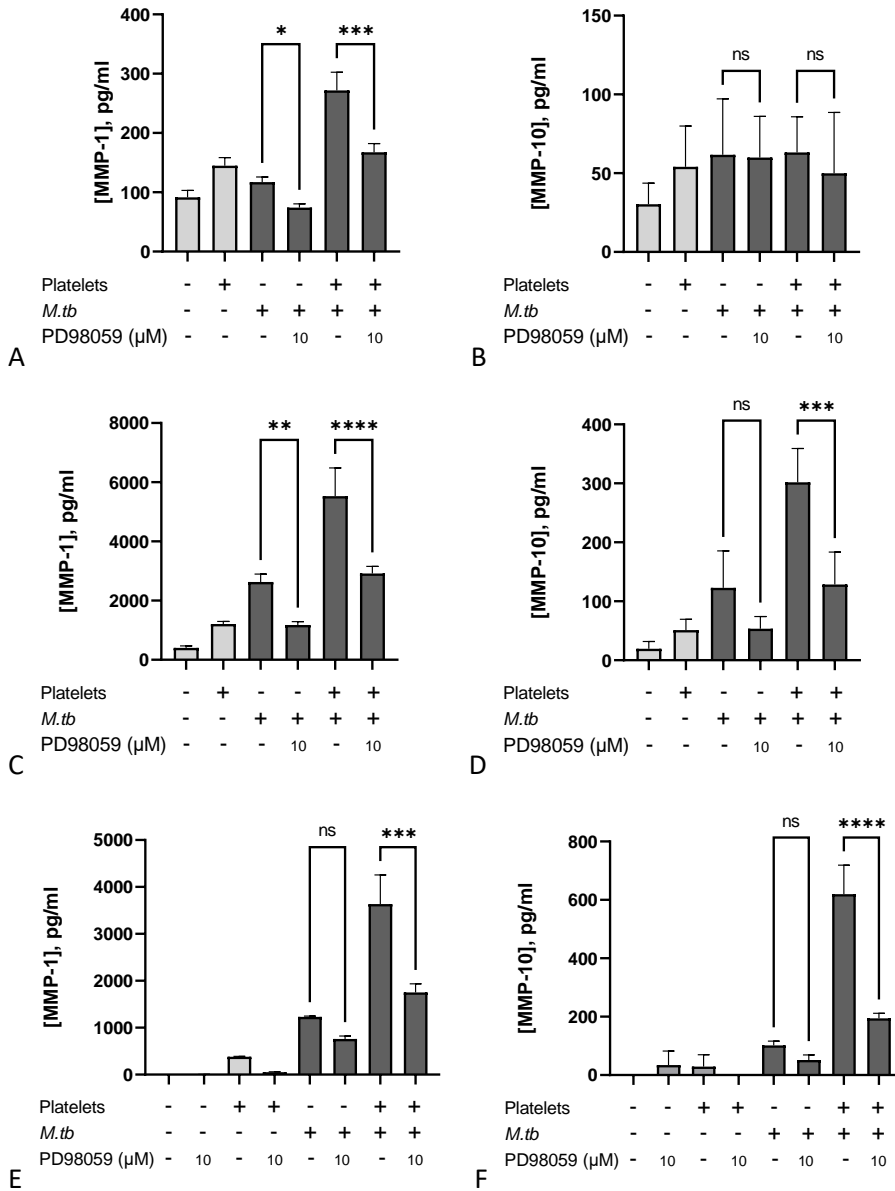 400
300
200
100
0
[MMP-1], pg/ml
* ***
Platelets - + - - + +
M.tb - - + + + +
PD98059 (µM) - - - 10 - 10
A
150
100
50
0
[MMP-10], pg/ml
ns ns
- + - - + +
- - + + + +
- - - 10 - 10
B
8000
6000
4000
2000
0
[MMP-1], pg/ml
** ****
Platelets - + - - + +
M.tb - - + + + +
PD98059 (µM) - - - 10 - 10
C
400
300
200
100
0
[MMP-10], pg/ml
ns ***
Platelets - + - - + +
M.tb - - + + + +
PD98059 (µM) - - - 10 - 10
D
5000
4000
3000
2000
1000
0
[MMP-1], pg/ml
ns ***
Platelets - - + + - - + +
M.tb - - - - + + + +
PD98059 (µM) - 10 - 10 - 10 - 10
E
800
600
400
200
0
[MMP-10], pg/ml
ns ****
Platelets - - + + - - + +
M.tb - - - - + + + +
PD98059 (µM) - 10 - 10 - 10 - 10
F